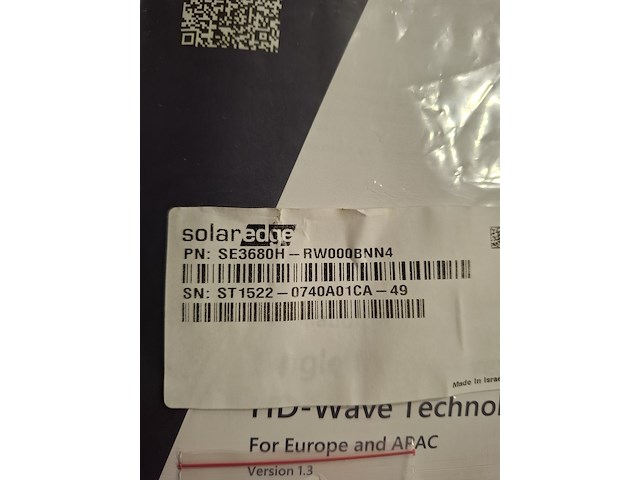 solaredge
PN: SE3680H-RW000BNN4
SN: ST1522-0740A01CA-49
Made in Israe
HD-Wave Technol
For Europe and APAC
Version 1.3